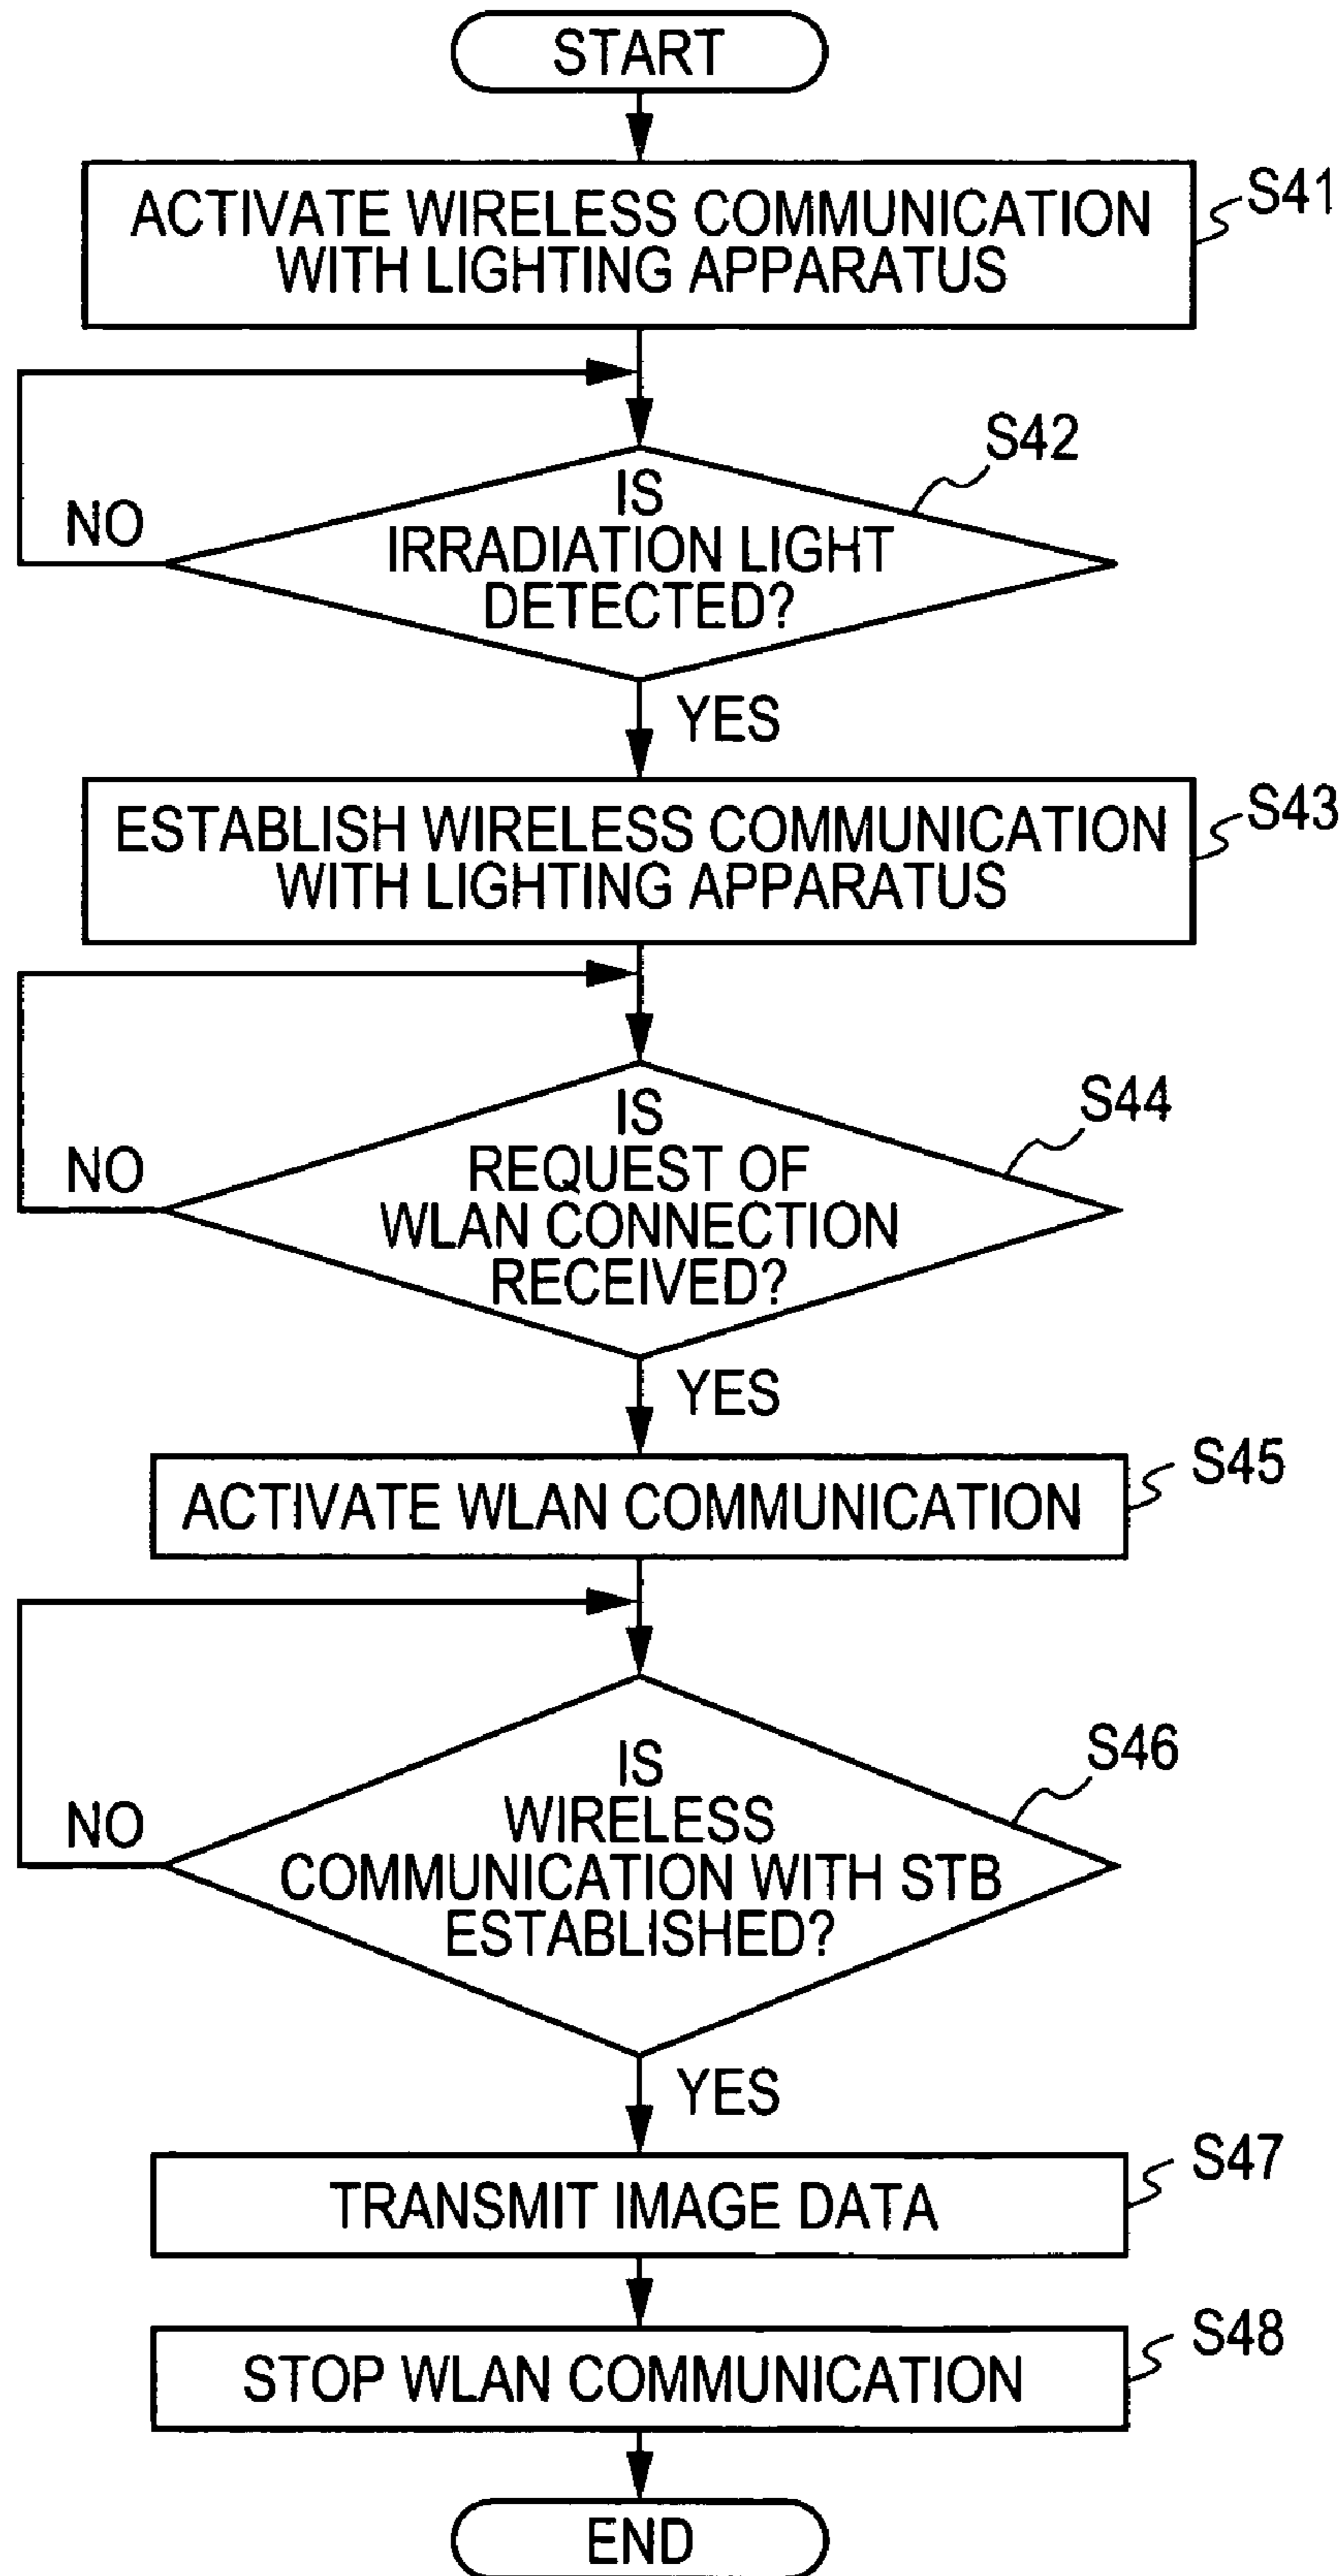 START
ACTIVATE WIRELESS COMMUNICATION
WITH LIGHTING APPARATUS
S41
S42
IS
IRRADIATION LIGHT
DETECTED?
NO
YES
ESTABLISH WIRELESS COMMUNICATION
WITH LIGHTING APPARATUS
S43
S44
IS
REQUEST OF
WLAN CONNECTION
RECEIVED?
NO
YES
ACTIVATE WLAN COMMUNICATION
S45
S46
IS
WIRELESS
COMMUNICATION WITH STB
ESTABLISHED?
NO
YES
TRANSMIT IMAGE DATA
S47
STOP WLAN COMMUNICATION
S48
END